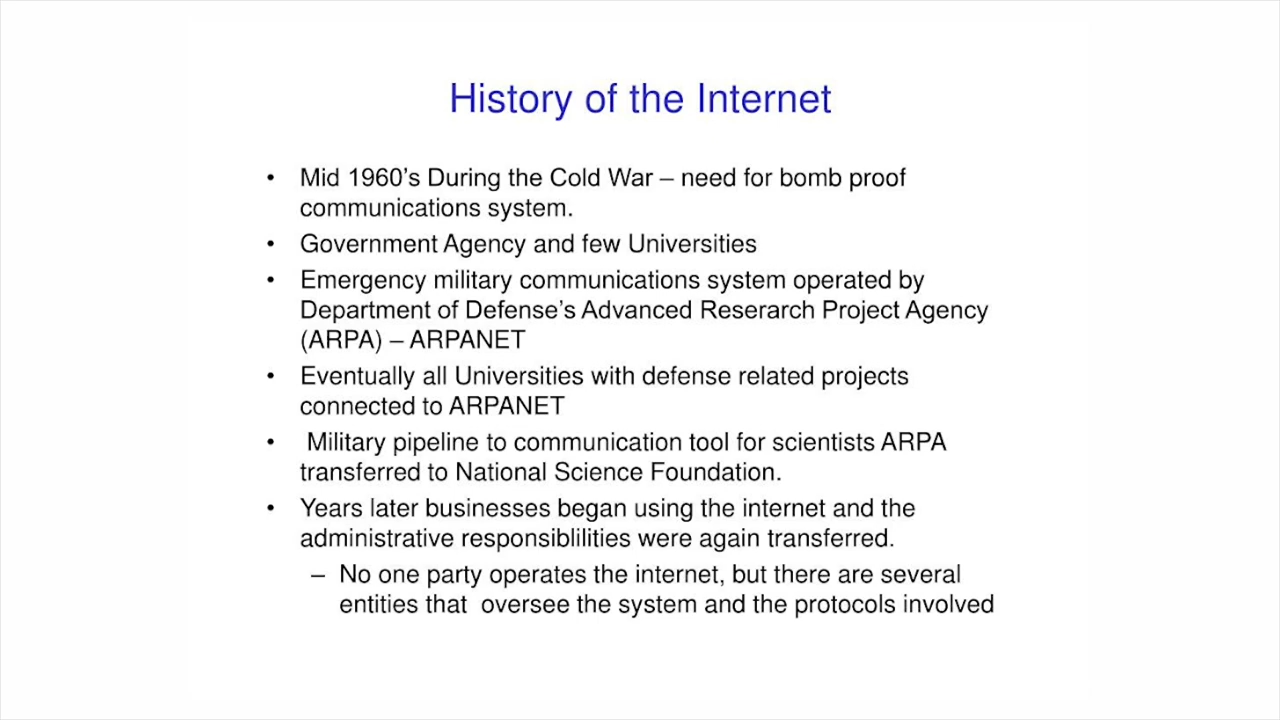 History of the Internet
• Mid 1960's During the Cold War – need for bomb proof
communications system.
• Government Agency and few Universities
• Emergency military communications system operated by
Department of Defense's Advanced Reserarch Project Agency
(ARPA) – ARPANET
• Eventually all Universities with defense related projects
connected to ARPANET
• Military pipeline to communication tool for scientists ARPA
transferred to National Science Foundation.
• Years later businesses began using the internet and the
administrative responsiblilities were again transferred.
– No one party operates the internet, but there are several
entities that oversee the system and the protocols involved